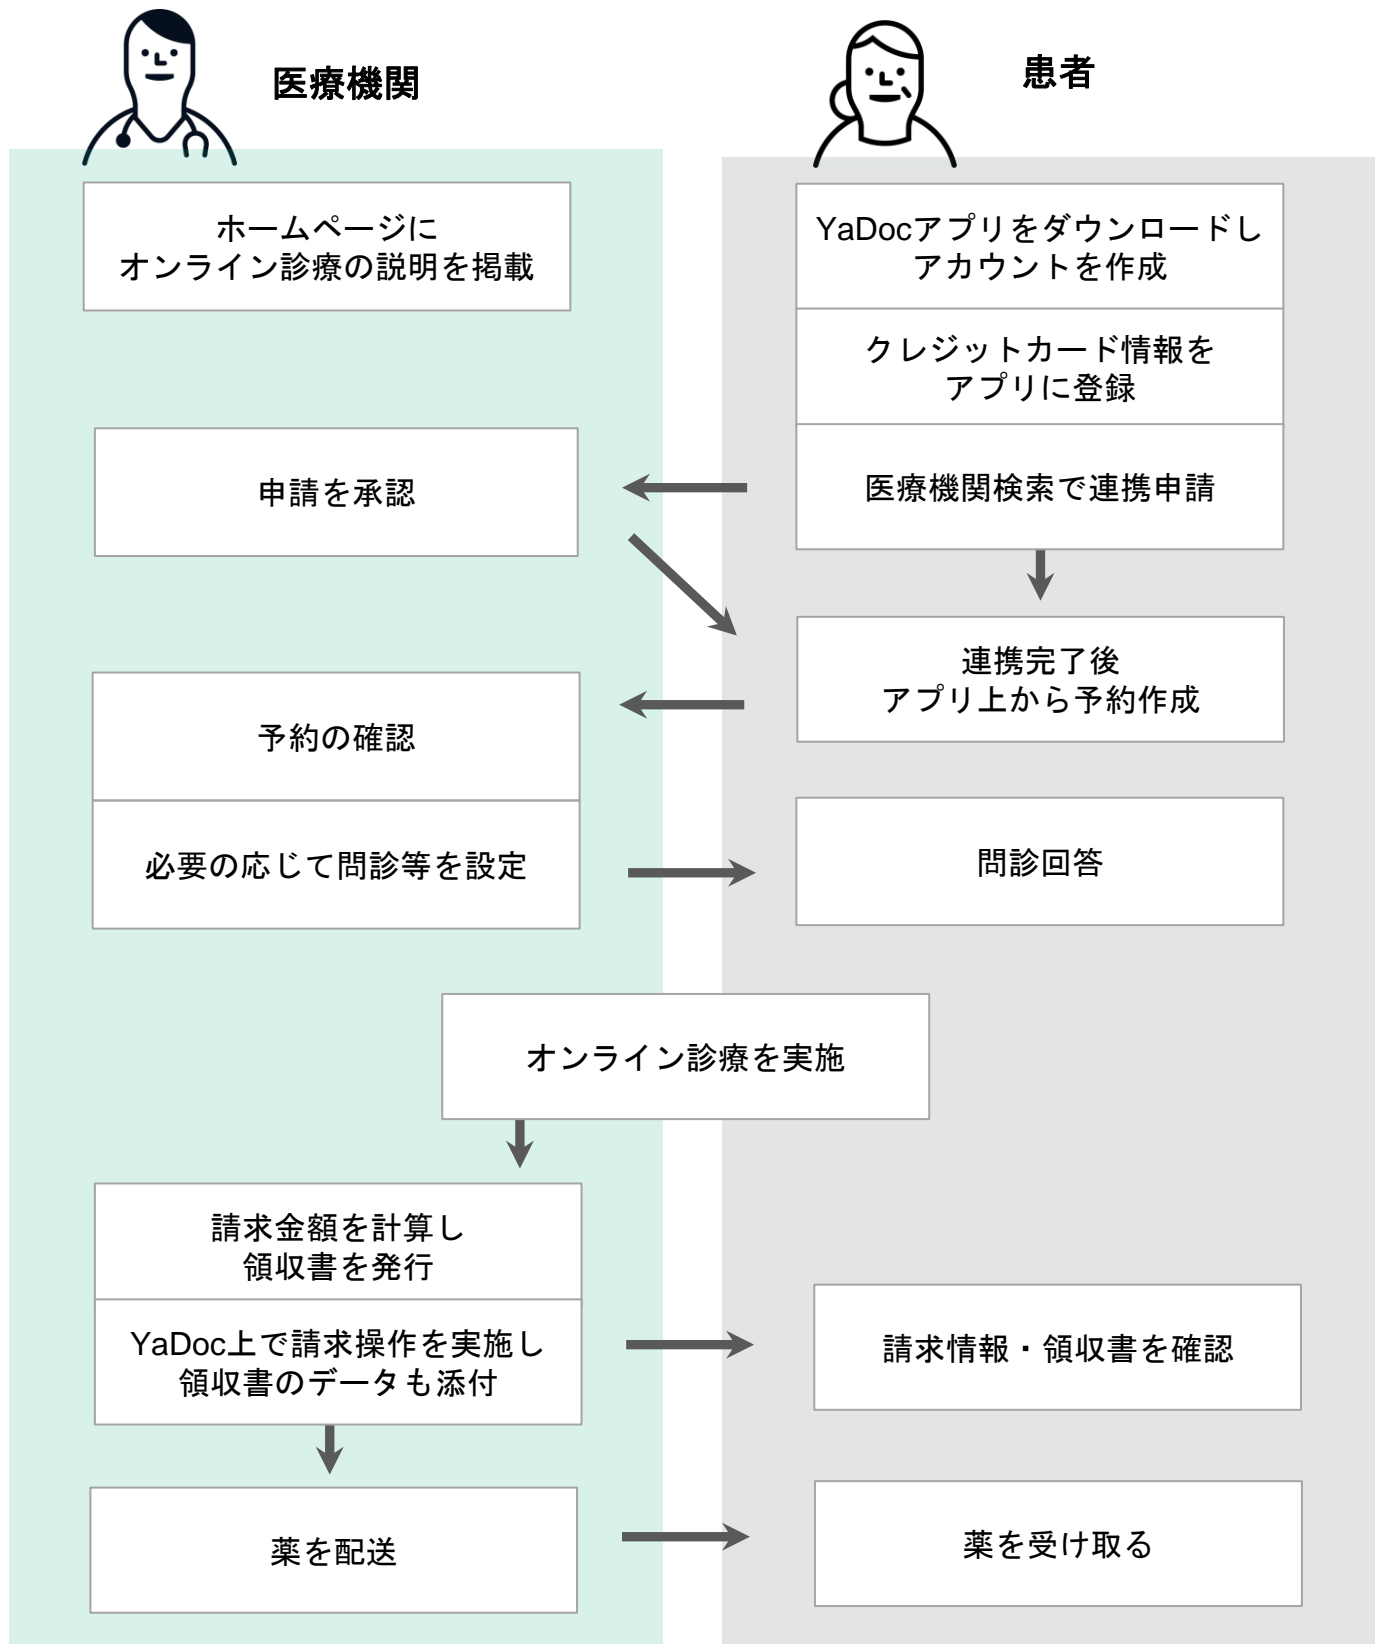 医療機関
患者
ホームページに
オンライン診療の説明を掲載
YaDocアプリをダウンロードし
アカウントを作成
クレジットカード情報を
アプリに登録
申請を承認
医療機関検索で連携申請
連携完了後
アプリ上から予約作成
予約の確認
必要の応じて問診等を設定
問診回答
オンライン診療を実施
請求金額を計算し
領収書を発行
YaDoc上で請求操作を実施し
領収書のデータも添付
請求情報・領収書を確認
薬を配送
薬を受け取る